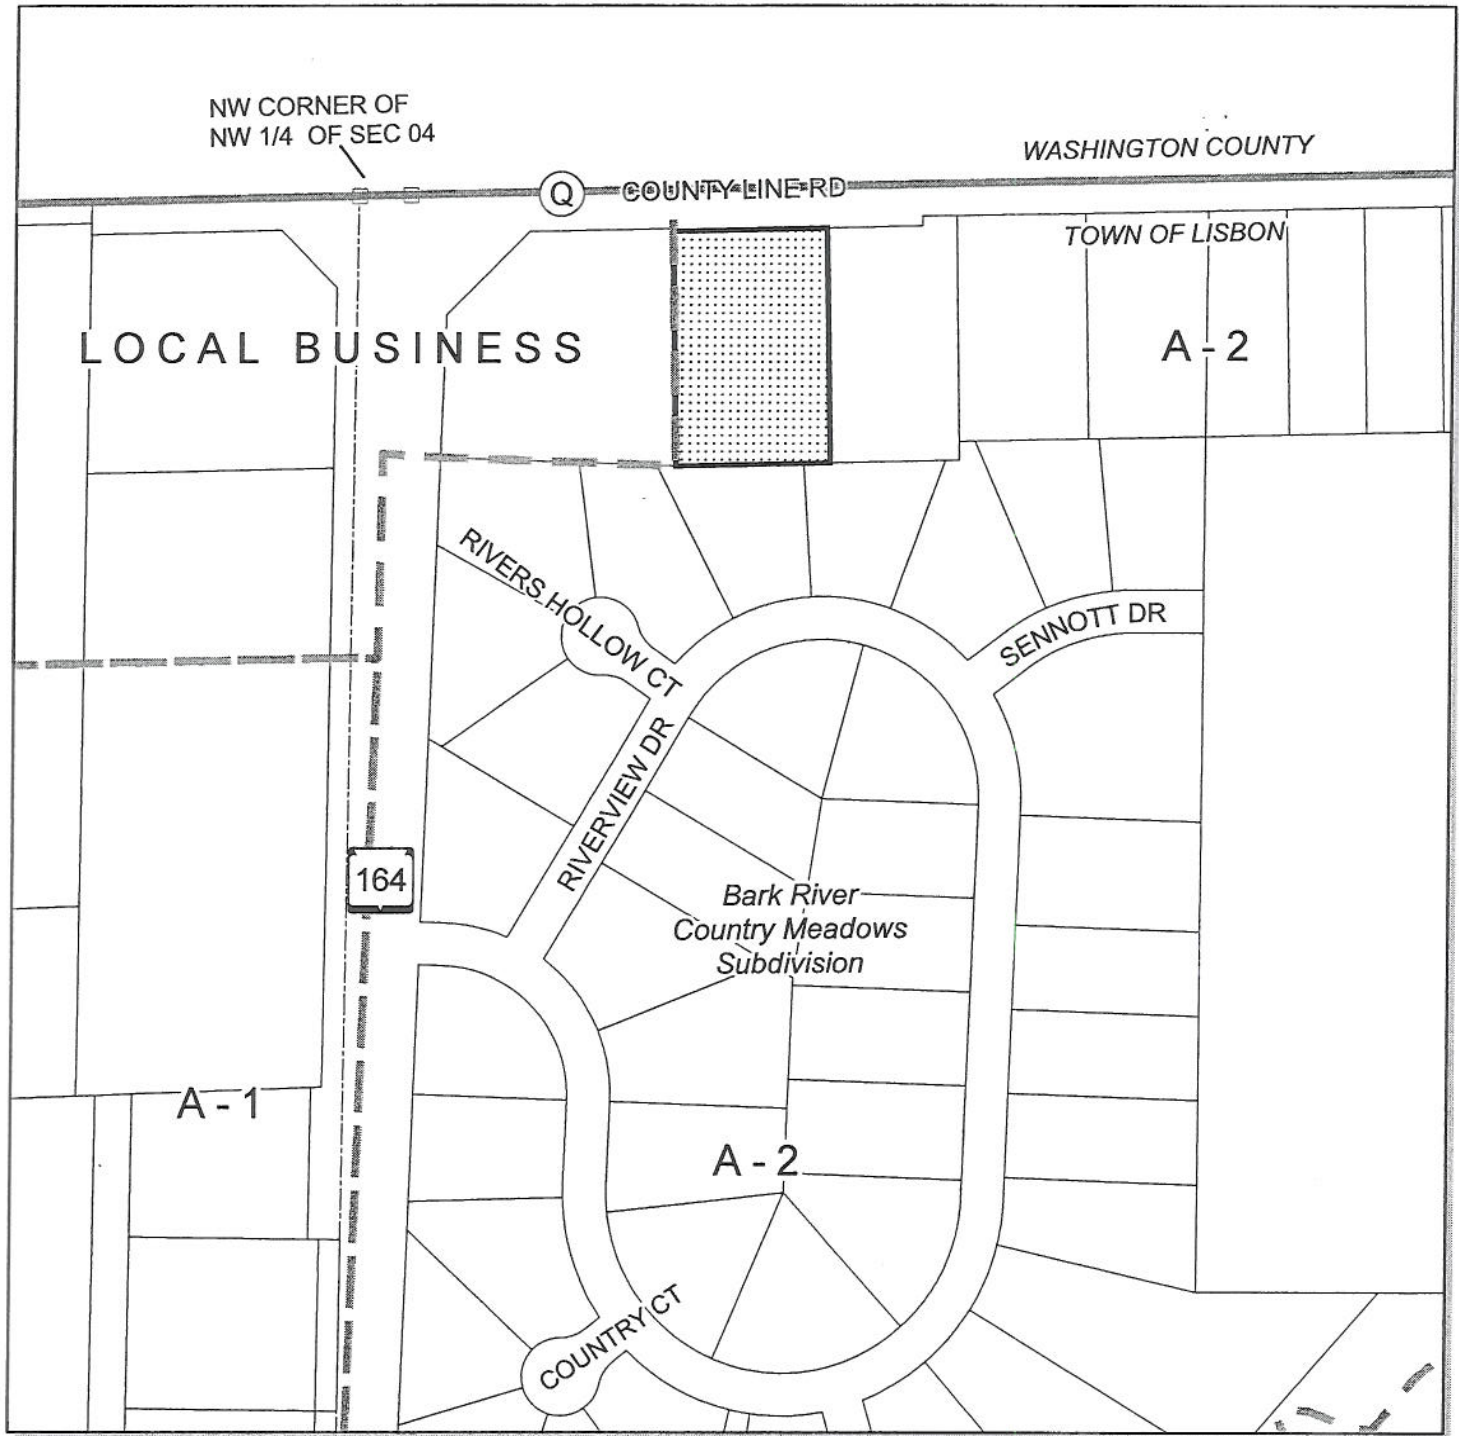 NW CORNER OF
NW 1/4 OF SEC 04
WASHINGTON COUNTY
Q
COUNTY LINE RD
TOWN OF LISBON
LOCAL BUSINESS
A-2
RIVERS HOLLOW CT
SENNOTT DR
RIVERVIEW DR
164
Bark River
Country Meadows
Subdivision
A-1
A-2
COUNTRY CT